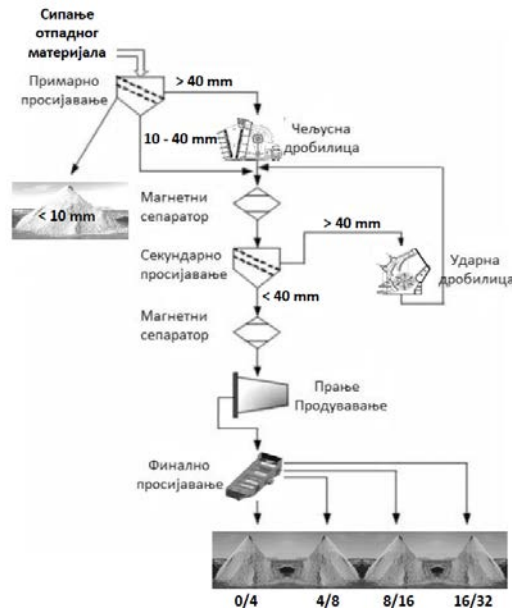 Сипање
отпадног
материјала
Примарно
просијавање
> 40 mm
10 - 40 mm
Чељусна
дробилица
< 10 mm
Магнетни
сепаратор
> 40 mm
Секундарно
просијавање
Ударна
дробилица
< 40 mm
Магнетни
сепаратор
Прање
Продувавање
Финално
просијавање
0/4 4/8 8/16 16/32